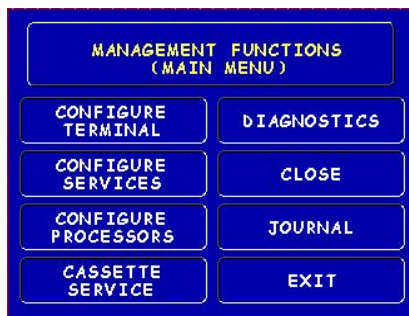 MANAGEMENT FUNCTIONS
(MAIN MENU)
CONFIGURE
TERMINAL
DIAGNOSTICS
CONFIGURE
SERVICES
CLOSE
CONFIGURE
PROCESSORS
JOURNAL
CASSETTE
SERVICE
EXIT